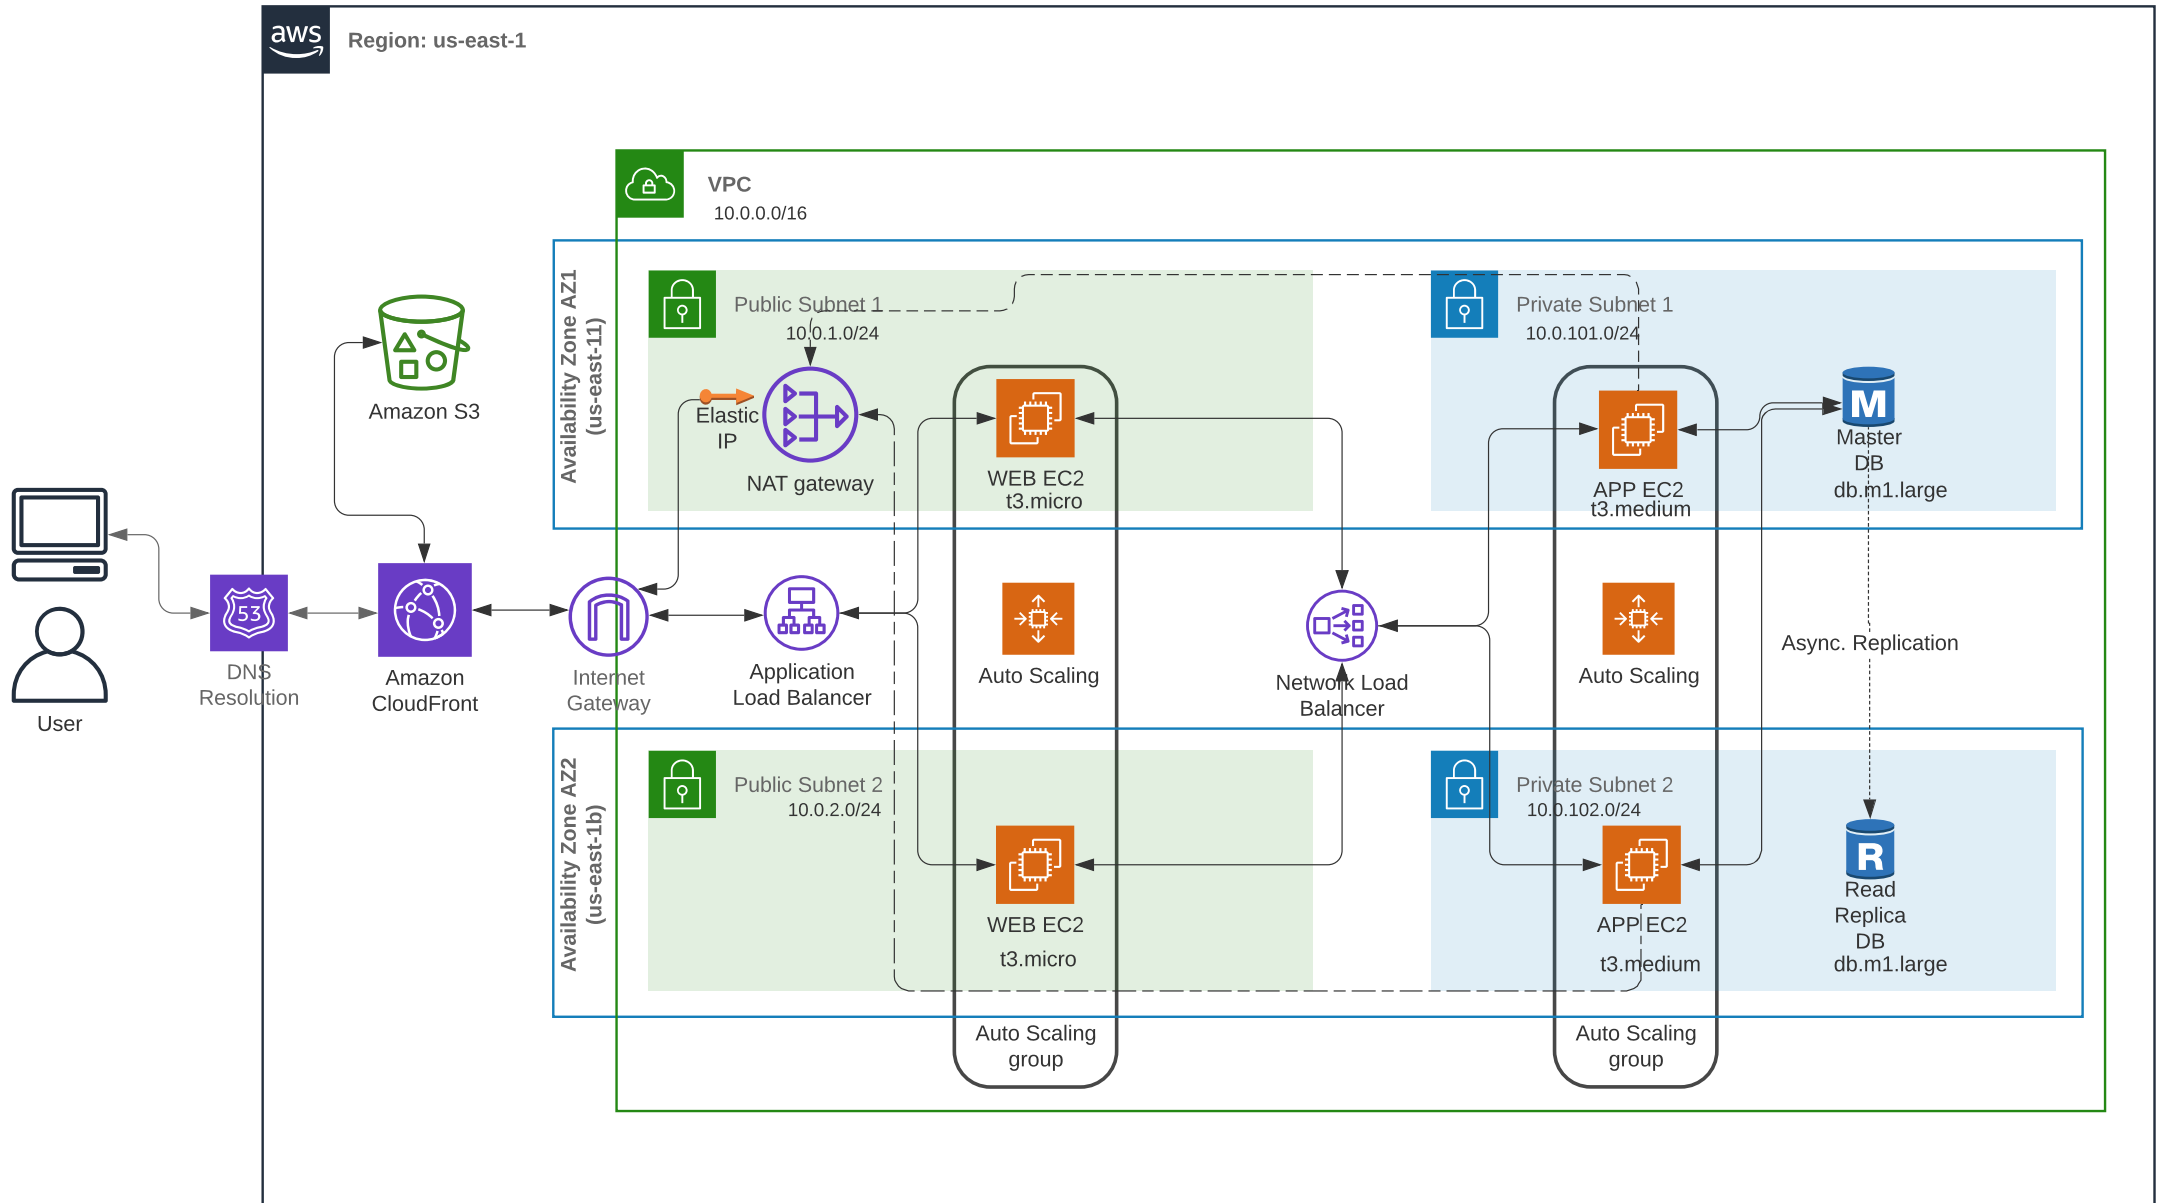 aws
Region: us-east-1
VPC
10.0.0.0/16
Availability Zone AZ1
(us-east-11)
Public Subnet 1
10.0.1.0/24
Private Subnet 1
10.0.101.0/24
Amazon S3
Elastic
IP
NAT gateway
WEB EC2
t3.micro
APP EC2
t3.medium
M
Master
DB
db.m1.large
53
DNS
Resolution
User
Amazon
CloudFront
Internet
Gateway
Application
Load Balancer
Auto Scaling
Network Load
Balancer
Auto Scaling
Async. Replication
Availability Zone AZ2
(us-east-1b)
Public Subnet 2
10.0.2.0/24
Private Subnet 2
10.0.102.0/24
WEB EC2
t3.micro
APP EC2
t3.medium
R
Read
Replica
DB
db.m1.large
Auto Scaling
group
Auto Scaling
group